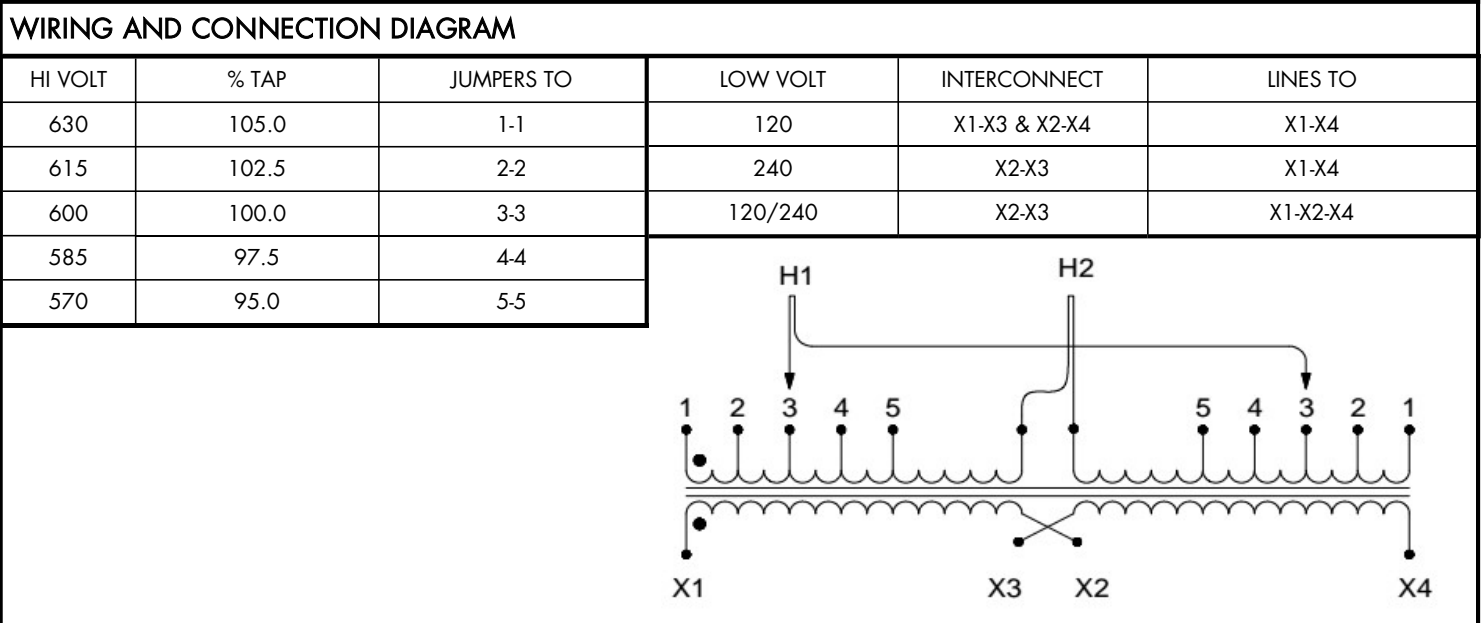 WIRING AND CONNECTION DIAGRAM
HI VOLT % TAP JUMPERS TO
630 105.0 1-1
615 102.5 2-2
600 100.0 3-3
585 97.5 4-4
570 95.0 5-5
LOW VOLT INTERCONNECT LINES TO
120 X1-X3 & X2-X4 X1-X4
240 X2-X3 X1-X4
120/240 X2-X3 X1-X2-X4
H1 H2
1 2 3 4 5 5 4 3 2 1
X1 X3 X2 X4